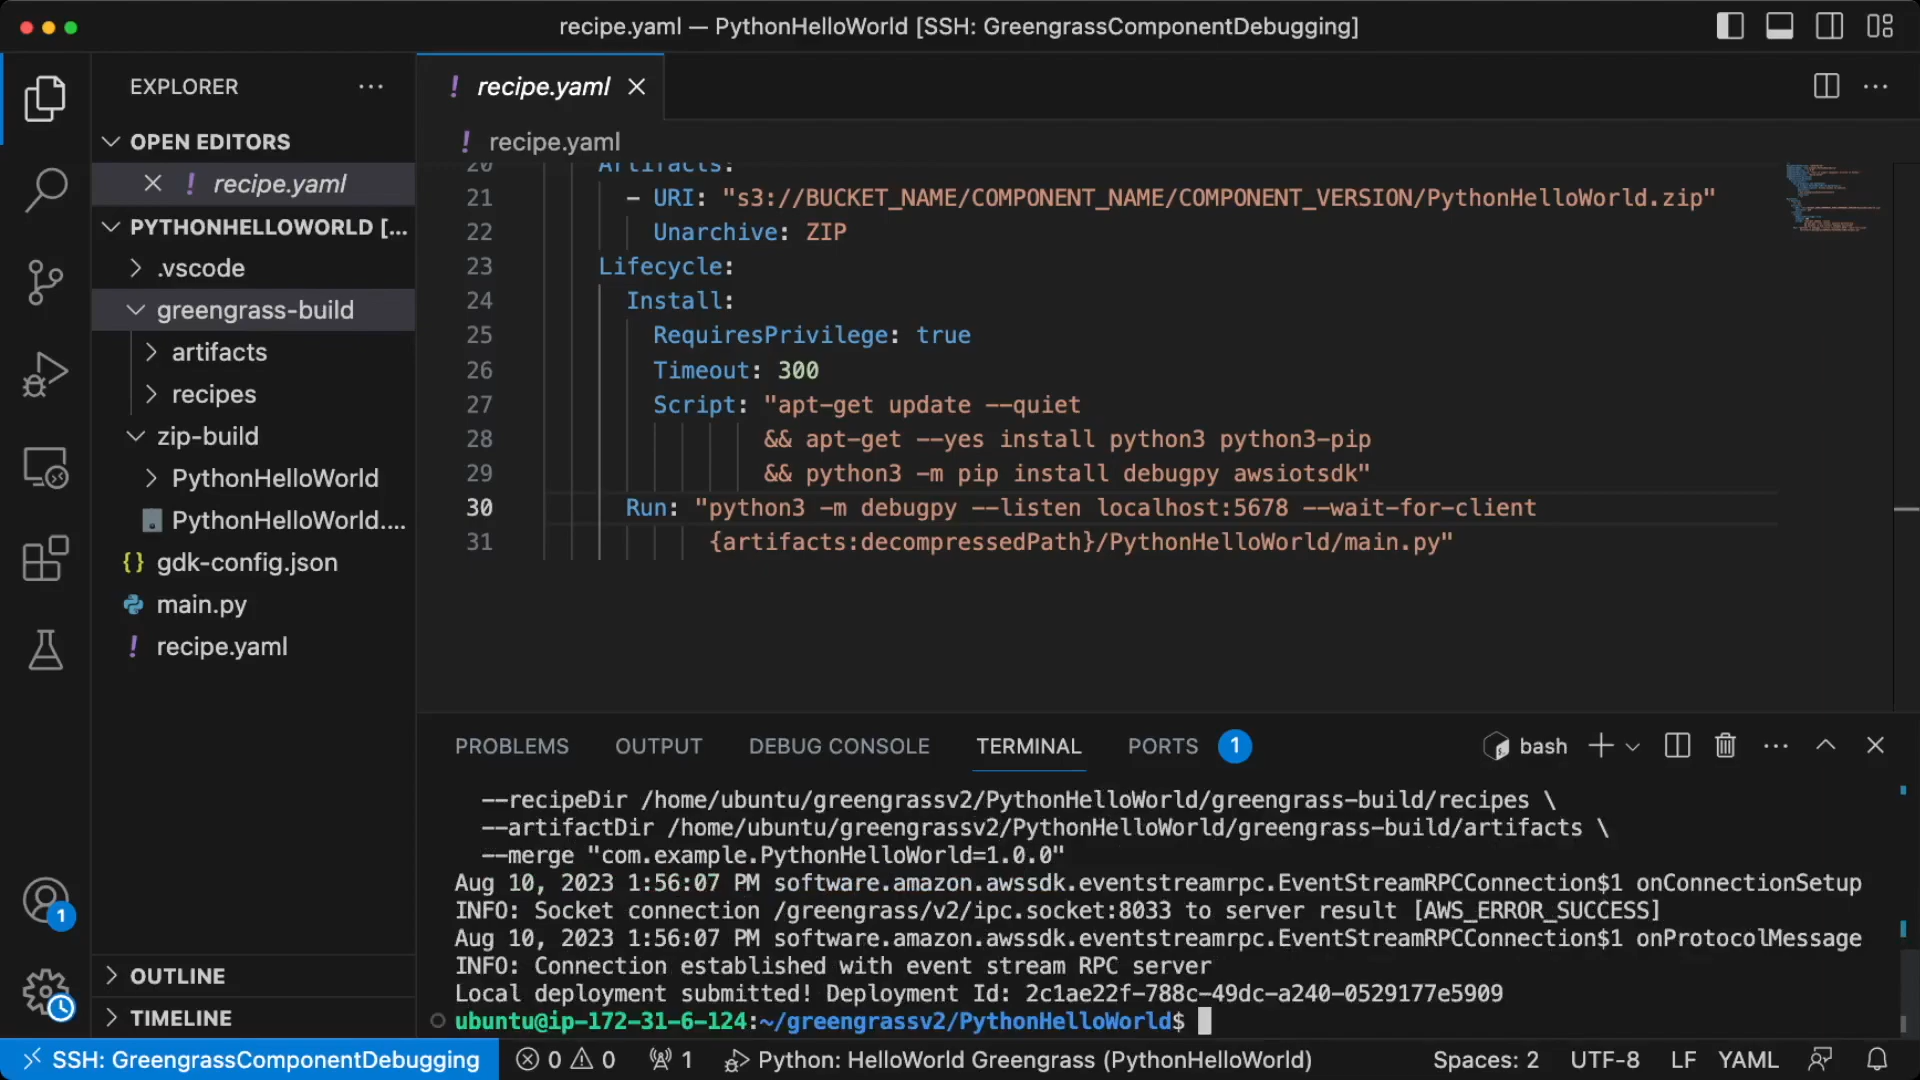 recipe.yaml — PythonHelloWorld [SSH: GreengrassComponentDebugging]
EXPLORER
OPEN EDITORS
! recipe.yaml
PYTHONHELLOWORLD [...
.vscode
greengrass-build
artifacts
recipes
zip-build
PythonHelloWorld
PythonHelloWorld....
{} gdk-config.json
main.py
! recipe.yaml
OUTLINE
TIMELINE
1
! recipe.yaml
! recipe.yaml
20 Artifacts:
21 - URI: "s3://BUCKET_NAME/COMPONENT_NAME/COMPONENT_VERSION/PythonHelloWorld.zip"
22 Unarchive: ZIP
23 Lifecycle:
24 Install:
25 RequiresPrivilege: true
26 Timeout: 300
27 Script: "apt-get update --quiet
28 && apt-get --yes install python3 python3-pip
29 && python3 -m pip install debugpy awsiotsdk"
30 Run: "python3 -m debugpy --listen localhost:5678 --wait-for-client
31 {artifacts:decompressedPath}/PythonHelloWorld/main.py"
PROBLEMS OUTPUT DEBUG CONSOLE TERMINAL PORTS 1 bash
--recipeDir /home/ubuntu/greengrassv2/PythonHelloWorld/greengrass-build/recipes \
--artifactDir /home/ubuntu/greengrassv2/PythonHelloWorld/greengrass-build/artifacts \
--merge "com.example.PythonHelloWorld=1.0.0"
Aug 10, 2023 1:56:07 PM software.amazon.awssdk.eventstreamrpc.EventStreamRPCConnection$1 onConnectionSetup
INFO: Socket connection /greengrass/v2/ipc.socket:8033 to server result [AWS_ERROR_SUCCESS]
Aug 10, 2023 1:56:07 PM software.amazon.awssdk.eventstreamrpc.EventStreamRPCConnection$1 onProtocolMessage
INFO: Connection established with event stream RPC server
Local deployment submitted! Deployment Id: 2c1ae22f-788c-49dc-a240-0529177e5909
ubuntu@ip-172-31-6-124:~/greengrassv2/PythonHelloWorld$
SSH: GreengrassComponentDebugging 0 0 1 Python: HelloWorld Greengrass (PythonHelloWorld) Spaces: 2 UTF-8 LF YAML